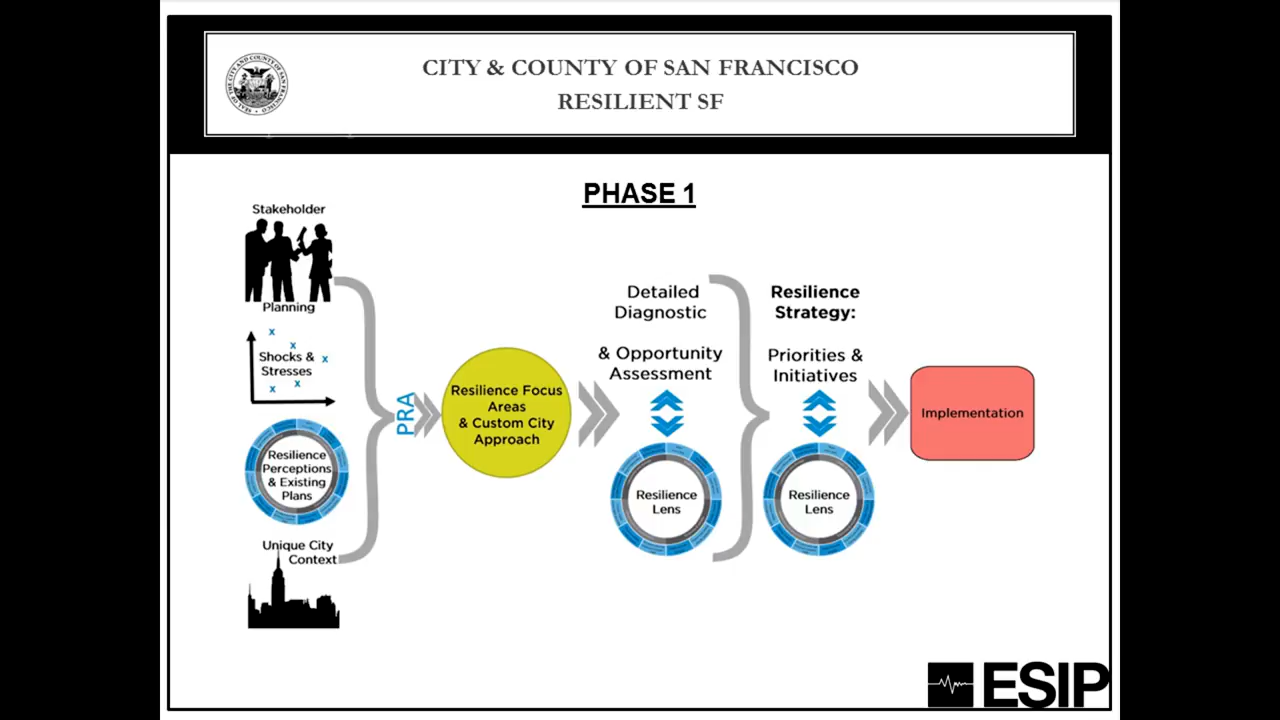 CITY & COUNTY OF SAN FRANCISCO
RESILIENT SF
PHASE 1
Stakeholder
Planning
Shocks &
Stresses
Resilience
Perceptions
& Existing
Plans
Unique City
Context
PRA
Resilience Focus
Areas
& Custom City
Approach
Detailed
Diagnostic
& Opportunity
Assessment
Resilience
Lens
Resilience
Strategy:
Priorities &
Initiatives
Resilience
Lens
Implementation
ESIP